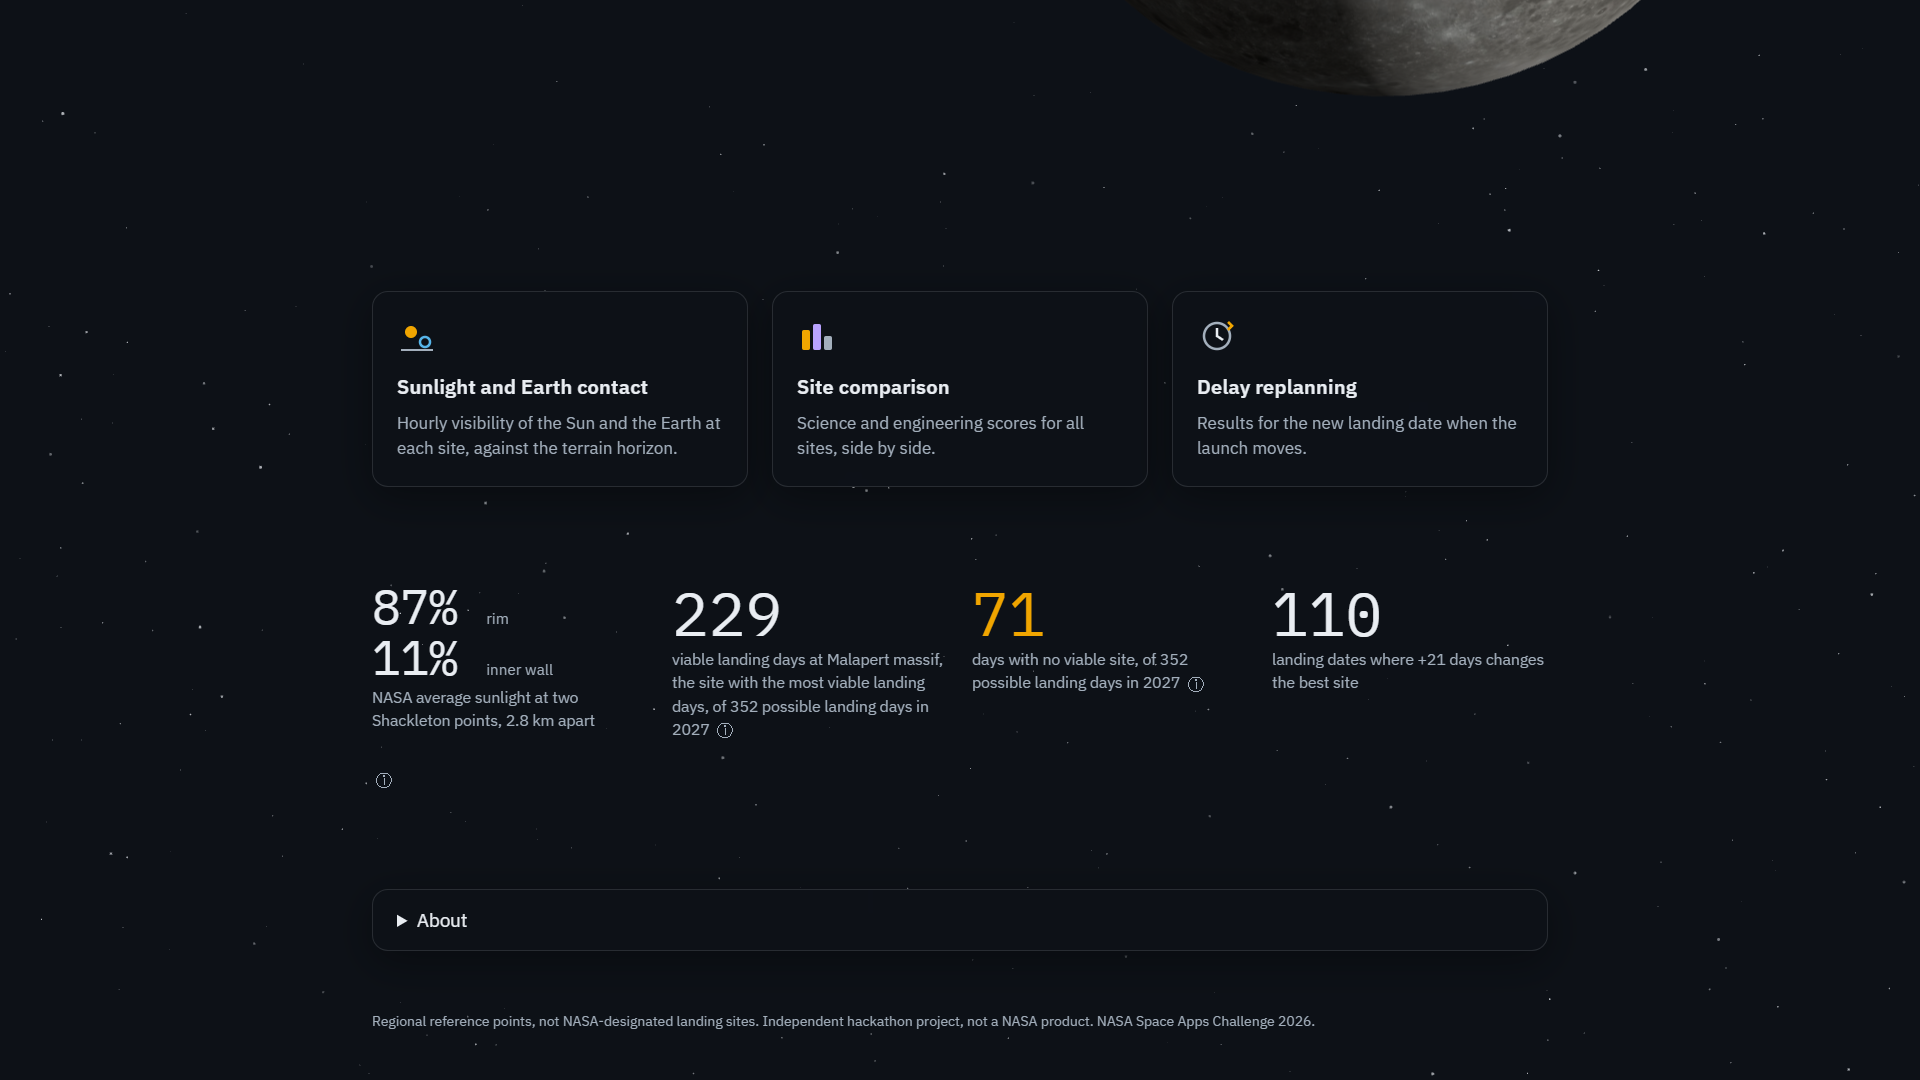 Sunlight and Earth contact
Hourly visibility of the Sun and the Earth at
each site, against the terrain horizon.
Site comparison
Science and engineering scores for all
sites, side by side.
Delay replanning
Results for the new landing date when the
launch moves.
87% rim
11% inner wall
NASA average sunlight at two
Shackleton points, 2.8 km apart
ⓘ
229
viable landing days at Malapert massif,
the site with the most viable landing
days, of 352 possible landing days in
2027 ⓘ
71
days with no viable site, of 352
possible landing days in 2027 ⓘ
110
landing dates where +21 days changes
the best site
▶ About
Regional reference points, not NASA-designated landing sites. Independent hackathon project, not a NASA product. NASA Space Apps Challenge 2026.